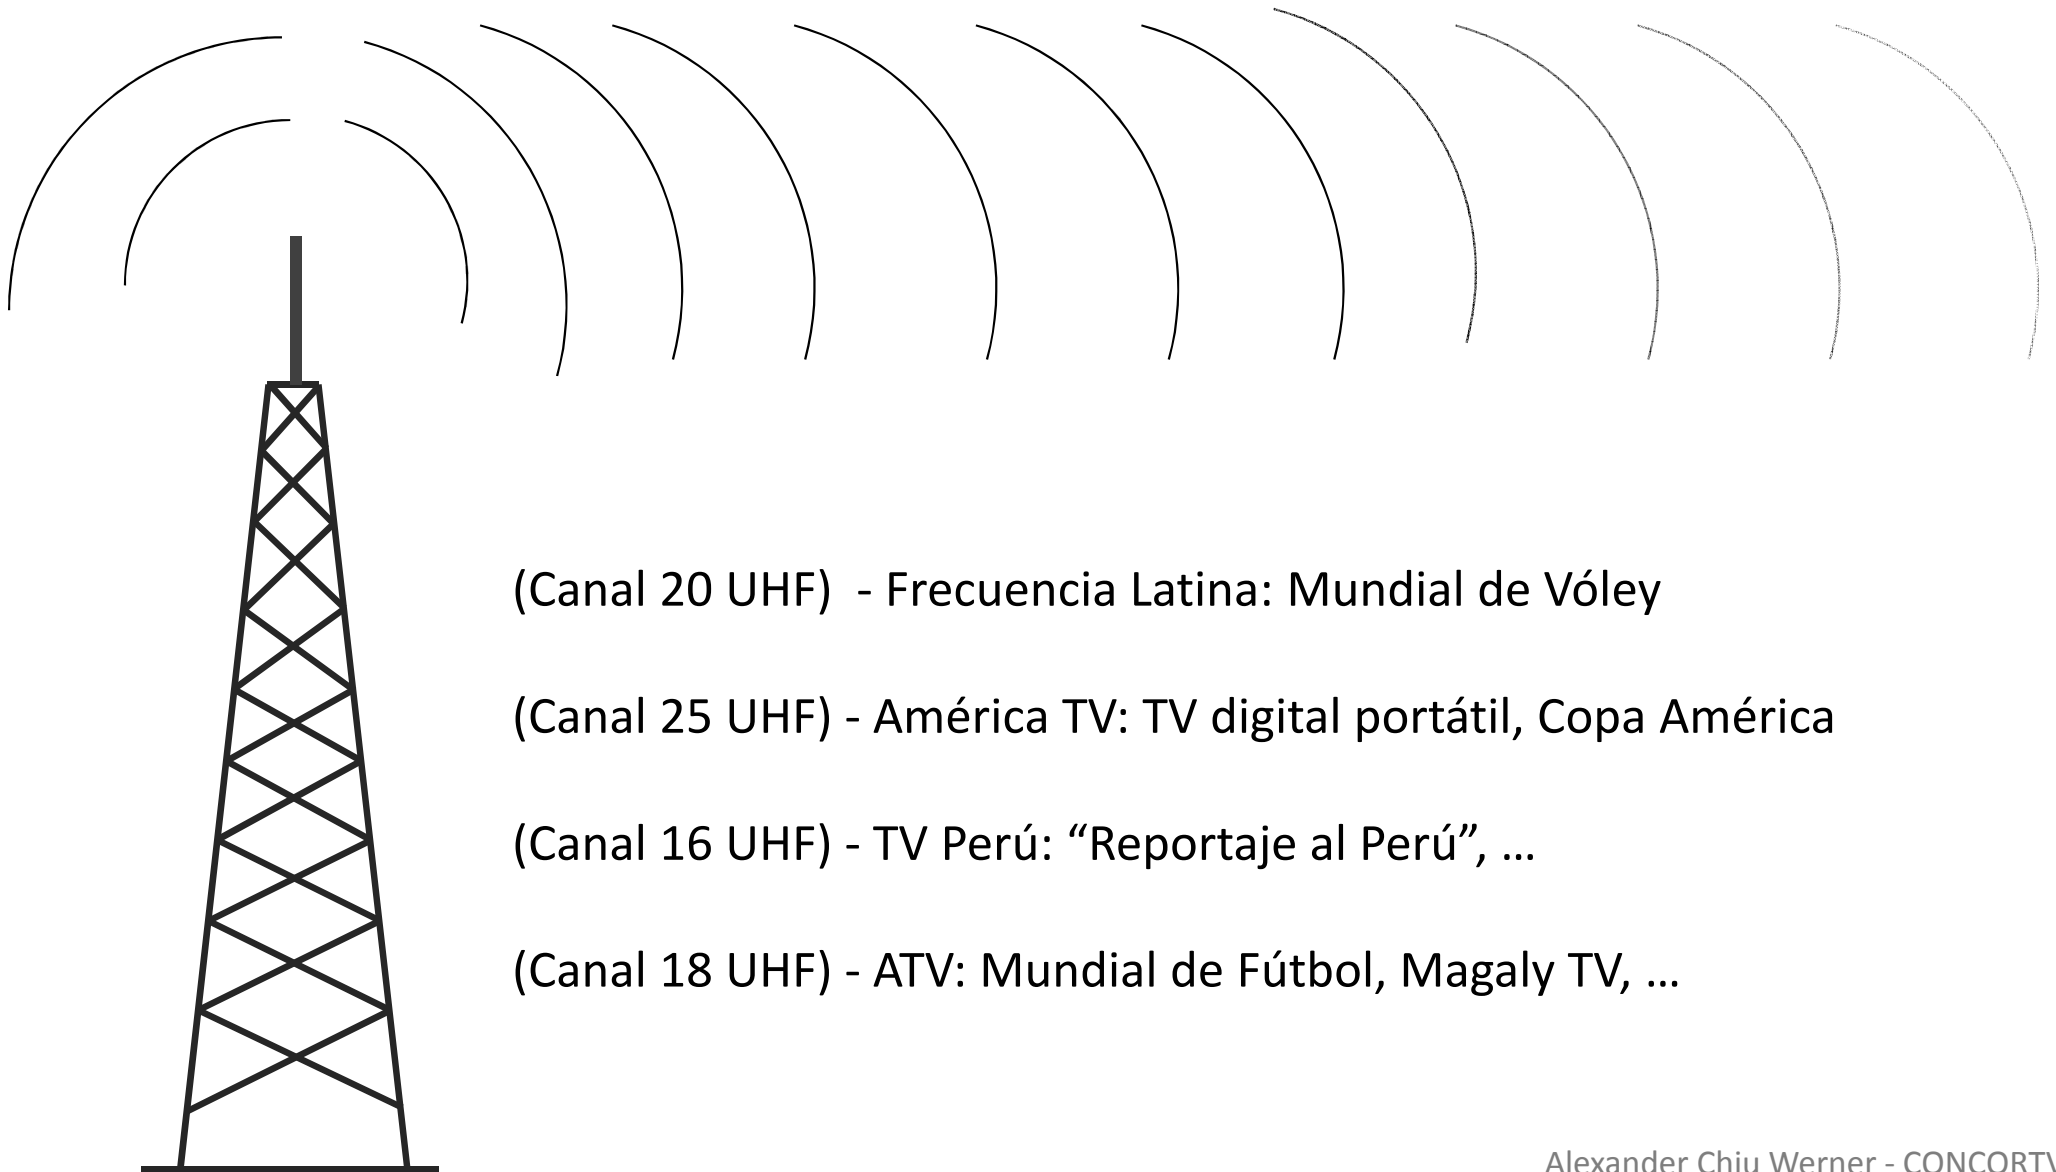 (Canal 20 UHF)  - Frecuencia Latina: Mundial de Vóley
(Canal 25 UHF) - América TV: TV digital portátil, Copa América
(Canal 16 UHF) - TV Perú: “Reportaje al Perú”, …
(Canal 18 UHF) - ATV: Mundial de Fútbol, Magaly TV, …
Alexander Chiu Werner - CONCORTV